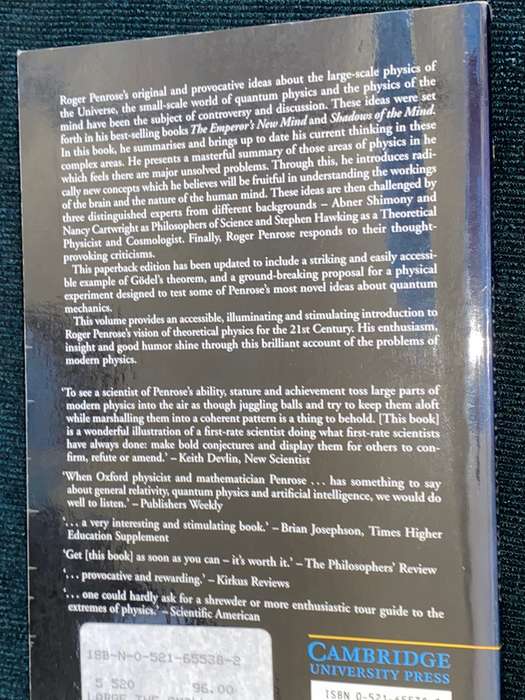 Roger Penrose's original and provocative ideas about the large-scale physics of
the Universe, the small-scale world of quantum physics and the physics of the
mind have been the subject of controversy and discussion. These ideas were set
forth in his best-selling books The Emperor's New Mind and Shadows of the Mind.
In this book, he summarises and brings up to date his current thinking in these
complex areas. He presents a masterful summary of those areas of physics in he
which feels there are major unsolved problems. Through this, he introduces radi-
cally new concepts which he believes will be fruitful in understanding the workings
of the brain and the nature of the human mind. These ideas are then challenged by
three distinguished experts from different backgrounds – Abner Shimony and
Nancy Cartwright as Philosophers of Science and Stephen Hawking as a Theoretical
Physicist and Cosmologist. Finally, Roger Penrose responds to their thought-
provoking criticisms.
This paperback edition has been updated to include a striking and easily accessi-
ble example of Gödel's theorem, and a ground-breaking proposal for a physical
experiment designed to test some of Penrose's most novel ideas about quantum
mechanics.
This volume provides an accessible, illuminating and stimulating introduction to
Roger Penrose's vision of theoretical physics for the 21st Century. His enthusiasm,
insight and good humor shine through this brilliant account of the problems of
modern physics.
'To see a scientist of Penrose's ability, stature and achievement toss large parts of
modern physics into the air as though juggling balls and try to keep them aloft
while marshalling them into a coherent pattern is a thing to behold. [This book]
is a wonderful illustration of a first-rate scientist doing what first-rate scientists
have always done: make bold conjectures and display them for others to con-
firm, refute or amend.' – Keith Devlin, New Scientist
'When Oxford physicist and mathematician Penrose . . . has something to say
about general relativity, quantum physics and artificial intelligence, we would do
well to listen.' – Publishers Weekly
'. . . a very interesting and stimulating book.' – Brian Josephson, Times Higher
Education Supplement
'Get [this book] as soon as you can – it's worth it.' – The Philosophers' Review
'. . . provocative and rewarding.' – Kirkus Reviews
'. . . one could hardly ask for a shrewder or more enthusiastic tour guide to the
extremes of physics.' – Scientific American
ISB-N-0-521-65538-2
5 520 96.00
LARGE THE
CAMBRIDGE
UNIVERSITY PRESS
ISBN 0-521-65538-2